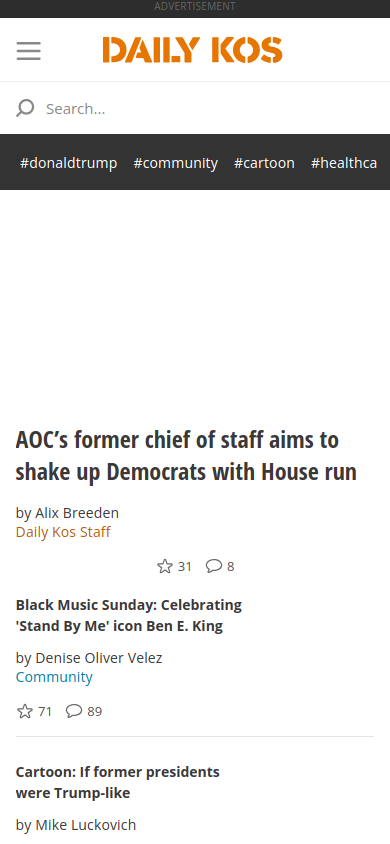 ADVERTISEMENT
DAILY KOS
Search...
#donaldtrump #community #cartoon #healthca
AOC’s former chief of staff aims to
shake up Democrats with House run
by Alix Breeden
Daily Kos Staff
31 8
Black Music Sunday: Celebrating
'Stand By Me' icon Ben E. King
by Denise Oliver Velez
Community
71 89
Cartoon: If former presidents
were Trump-like
by Mike Luckovich